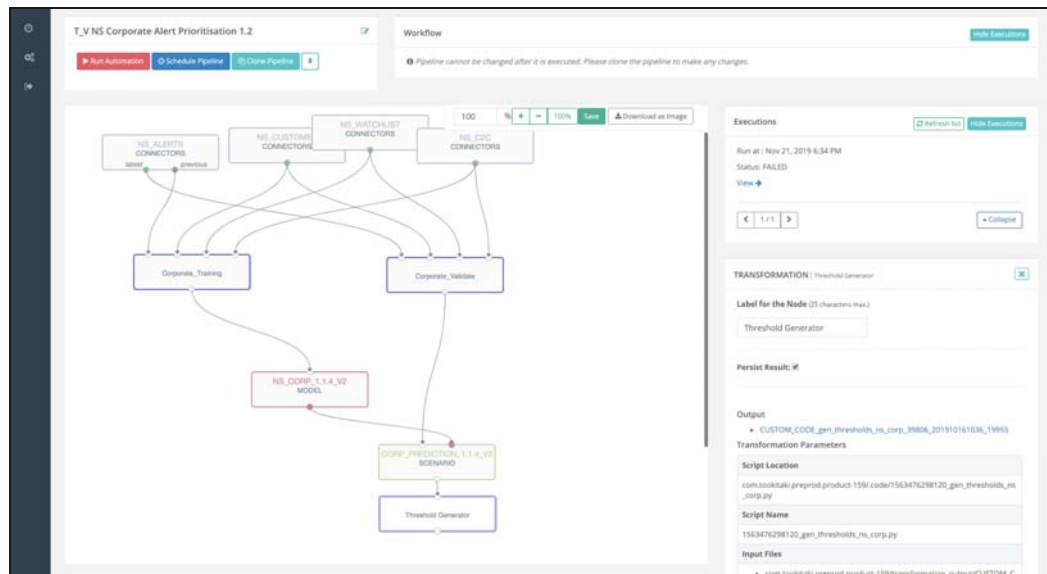 T_V NS Corporate Alert Prioritisation 1.2
Run Automation
Schedule Pipeline
Clone Pipeline
Workflow
Hide Executions
Pipeline cannot be changed after it is executed. Please clone the pipeline to make any changes.
100 % + − 100% Save Download as Image
NS_ALERTS
CONNECTORS
latest previous
NS_CUSTOME
CONNECTORS
NS_WATCHLIST
CONNECTORS
NS_C2C
CONNECTORS
Corporate_Training
Corporate_Validate
NS_CORP_1.1.4_V2
MODEL
CORP_PREDICTION_1.1.4_V2
SCENARIO
Threshold Generator
Executions
Refresh list
Hide Executions
Run at : Nov 21, 2019 6:34 PM
Status: FAILED
View
1 / 1
Collapse
TRANSFORMATION | Threshold Generator
Label for the Node (25 characters max.)
Threshold Generator
Persist Result:
Output
CUSTOM_CODE_gen_thresholds_ns_corp_39806_201910161036_19955
Transformation Parameters
Script Location
com.tookitaki.preprod.product-159/.code/1563476298120_gen_thresholds_ns
_corp.py
Script Name
1563476298120_gen_thresholds_ns_corp.py
Input Files